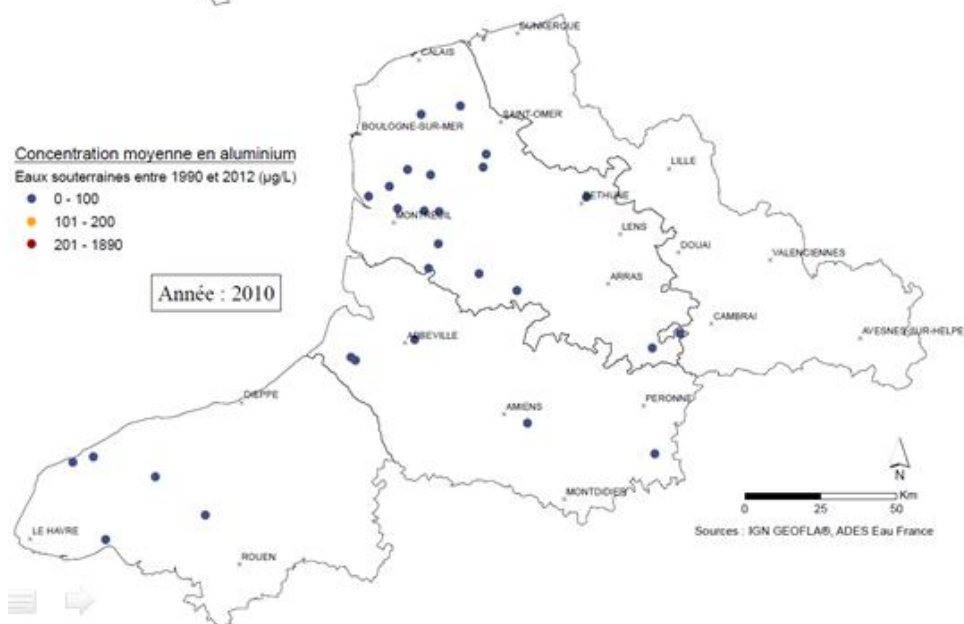 DUNKERQUE
CALAIS
SAINT-OMER
BOULOGNE-SUR-MER
Concentration moyenne en aluminium
Eaux souterraines entre 1990 et 2012 (µg/L)
0 - 100
101 - 200
201 - 1890
LILLE
BETHUNE
MONTREUIL
LENS
DOUAI
VALENCIENNES
ARRAS
Année : 2010
CAMBRAI
AVESNES-SUR-HELPE
ABBEVILLE
DIEPPE
AMIENS
PERONNE
N
MONTDIDIER
Km
0 25 50
Sources : IGN GEOFLA®, ADES Eau France
LE HAVRE
ROUEN